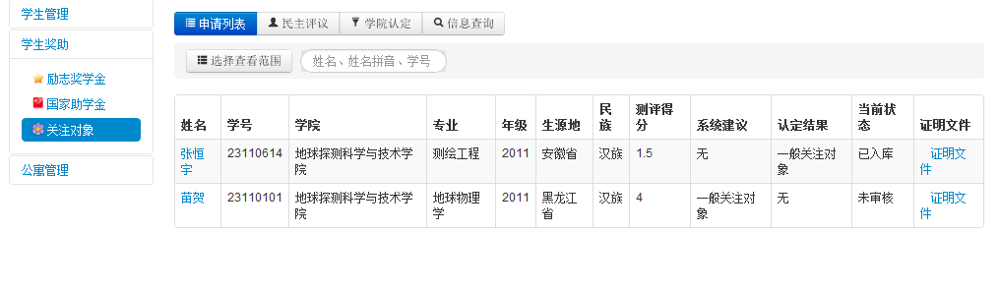 学生管理
学生奖助
励志奖学金
国家助学金
关注对象
公寓管理
申请列表 民主评议 学院认定 信息查询
选择查看范围 姓名、姓名拼音、学号
姓名 学号 学院 专业 年级 生源地 民族 测评得分 系统建议 认定结果 当前状态 证明文件
张恒宇 23110614 地球探测科学与技术学院 测绘工程 2011 安徽省 汉族 1.5 无 一般关注对象 已入库 证明文件
苗贺 23110101 地球探测科学与技术学院 地球物理学 2011 黑龙江省 汉族 4 一般关注对象 无 未审核 证明文件